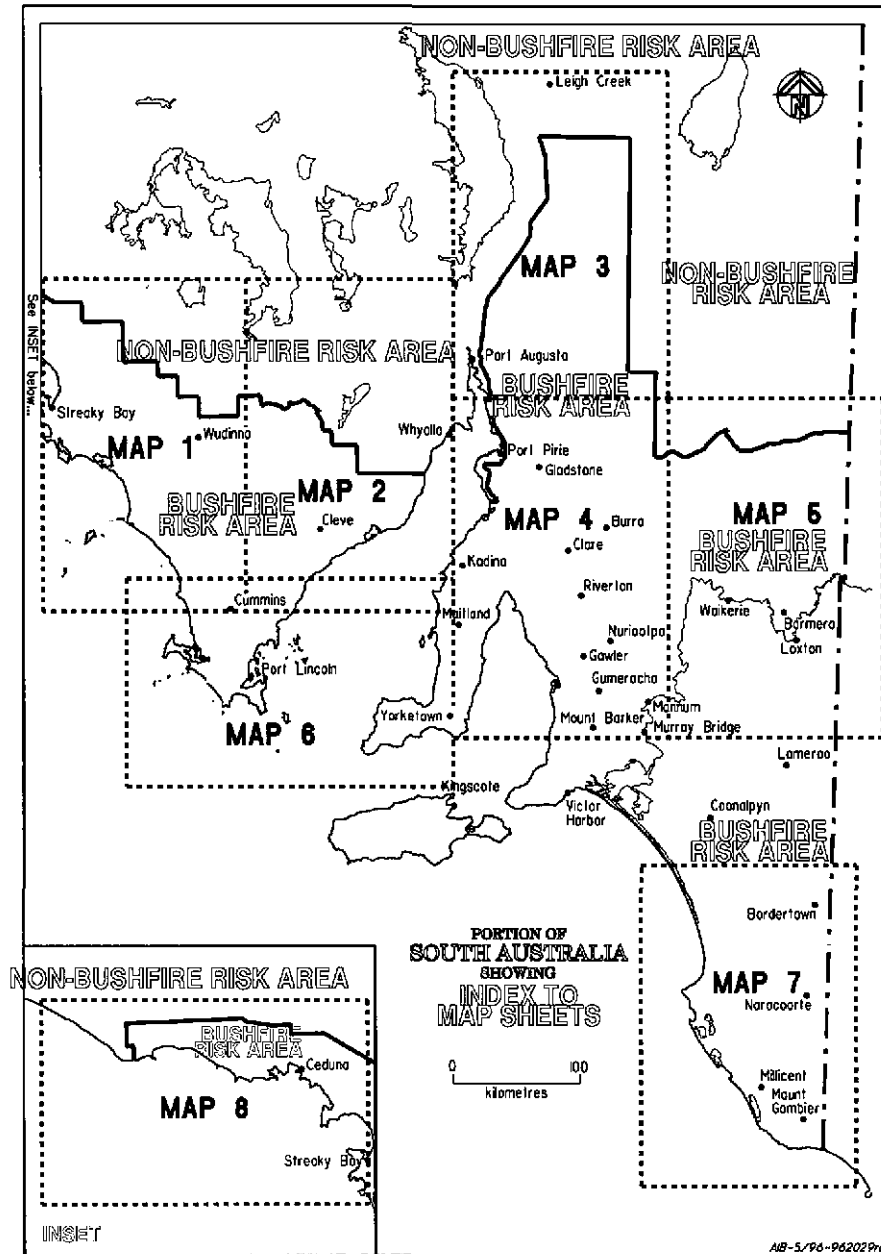 NON-BUSHFIRE RISK AREA
Leigh Creek
N
MAP 3
NON-BUSHFIRE
RISK AREA
See INSET below...
NON-BUSHFIRE RISK AREA
Port Augusta
BUSHFIRE
RISK AREA
Streaky Bay
MAP 1
Wudinna
Whyalla
Port Pirie
Gladstone
MAP 2
BUSHFIRE
RISK AREA
Cleve
MAP 4
Burra
Clare
MAP 5
BUSHFIRE
RISK AREA
Kadina
Riverton
Waikerie
Barmera
Loxton
Cummins
Maitland
Nurioolpa
Gawler
Gumeracha
Port Lincoln
Mannum
Yorketown
Mount Barker
Murray Bridge
MAP 6
Lameroo
Kingscote
Victor
Harbor
Coonalpyn
BUSHFIRE
RISK AREA
Bordertown
PORTION OF
SOUTH AUSTRALIA
SHOWING
INDEX TO
MAP SHEETS
MAP 7
Naracoorte
0 100
kilometres
Millicent
Mount
Gambier
NON-BUSHFIRE RISK AREA
BUSHFIRE
RISK AREA
Ceduna
MAP 8
Streaky Bay
INSET
AIB-5/96-962029rl